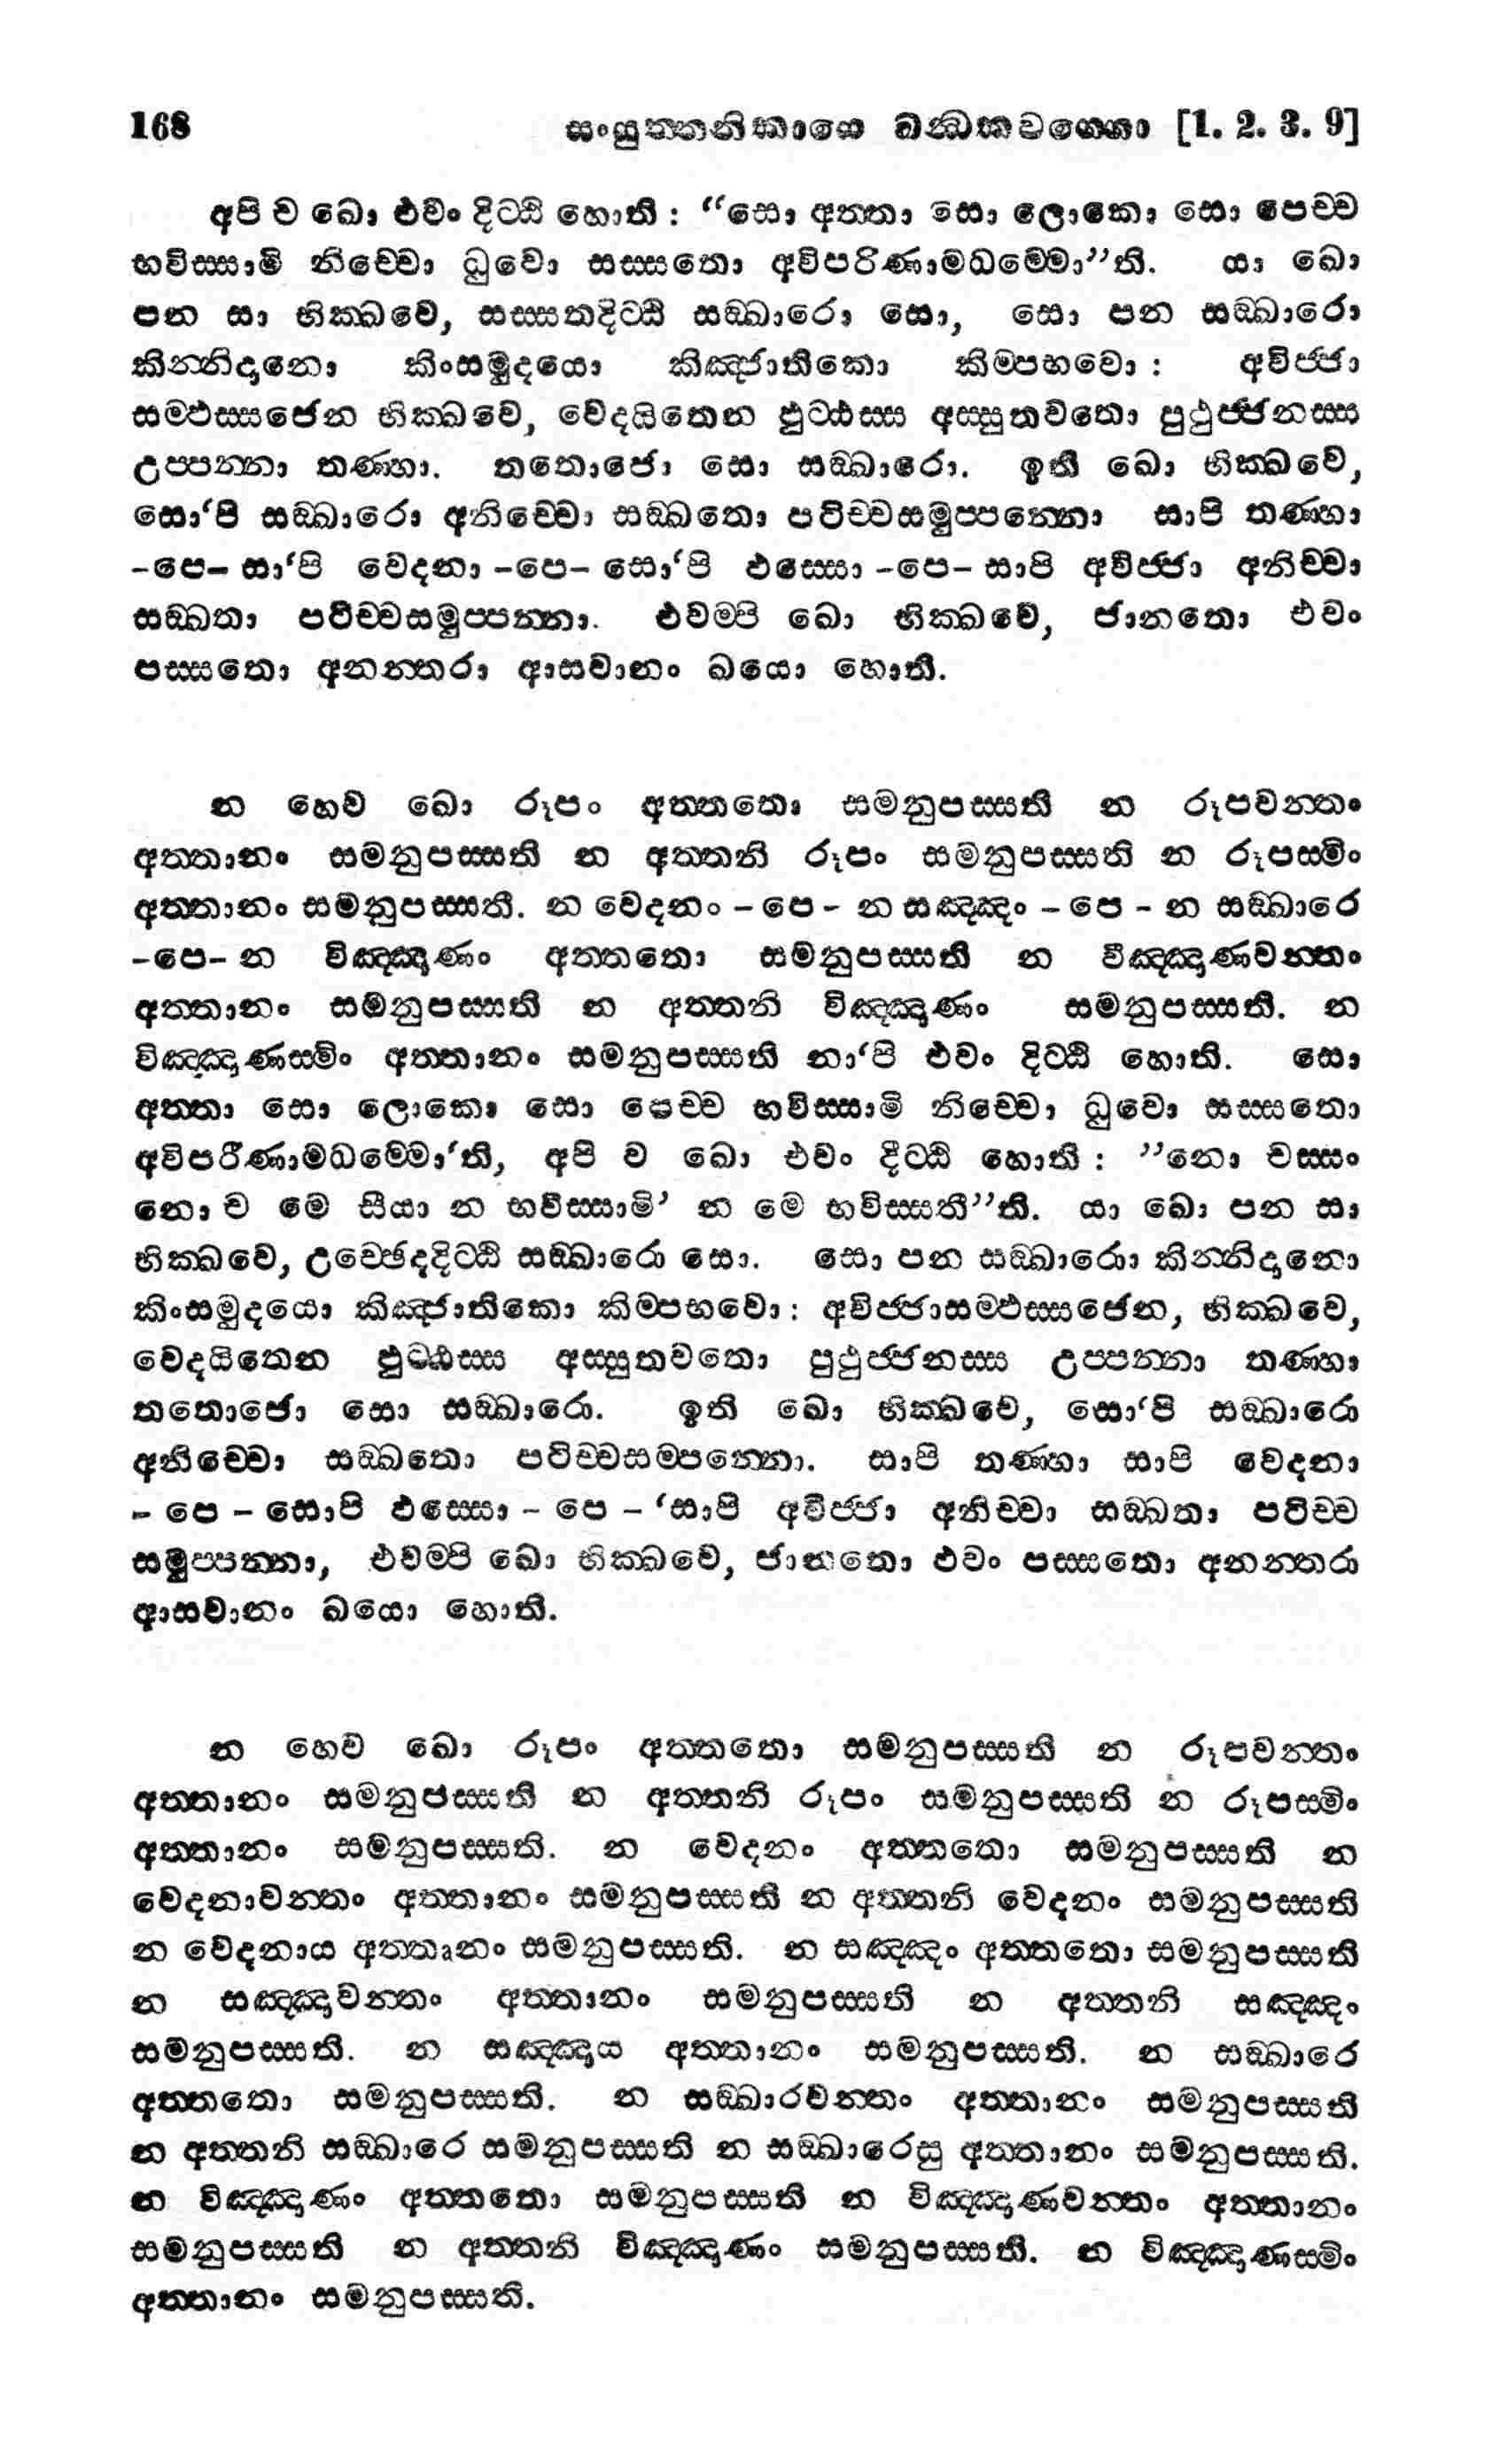 168 සංයුත්තනිකායො ඛන්ධකවග්ගො [1. 2. 3. 9]
අපි ච ඛො එවං දිට්ඨි හොති : “සො අත්තා සො ලොකො සො පෙච්ච
භවිස්සාමි නිච්චො ධුවො සස්සතො අවිපරිණාමධම්මො”ති. යා ඛො
පන සා භික්ඛවෙ, සස්සතදිට්ඨි සඞ්ඛාරො සො, සො පන සඞ්ඛාරො
කින්නිදානො කිංසමුදයො කිඤ්ජාතිකො කිම්පභවො : අවිජ්ජා
සම්ඵස්සජෙන භික්ඛවෙ, වෙදයිතෙන ඵුට්ඨස්ස අස්සුතවතො පුථුජ්ජනස්ස
උප්පන්නා තණ්හා. තතොජො සො සඞ්ඛාරො. ඉති ඛො භික්ඛවෙ,
සො‘පි සඞ්ඛාරො අනිච්චො සඞ්ඛතො පටිච්චසමුප්පන්නො සාපි තණ්හා
-පෙ- සා‘පි වෙදනා -පෙ- සො‘පි ඵස්සො -පෙ- සාපි අවිජ්ජා අනිච්චා
සඞ්ඛතා පටිච්චසමුප්පන්නා. එවම්පි ඛො භික්ඛවෙ, ජානතො එවං
පස්සතො අනන්තරා ආසවානං ඛයො හොති.
න හෙව ඛො රූපං අත්තතො සමනුපස්සති න රූපවන්තං
අත්තානං සමනුපස්සති න අත්තනි රූපං සමනුපස්සති න රූපස්මිං
අත්තානං සමනුපස්සතී. න වෙදනං - පෙ - න සඤ්ඤං - පෙ - න සඞ්ඛාරෙ
-පෙ- න විඤ්ඤාණං අත්තතො සමනුපස්සති න වීඤ්ඤාණවන්තං
අත්තානං සමනුපස්සති න අත්තනි විඤ්ඤාණං සමනුපස්සති. න
විඤ්ඤාණස්මිං අත්තානං සමනුපස්සති නා‘පි එවං දිට්ඨි හොති. සො
අත්තා සො ලොකො සො පෙච්ච භවිස්සාමි නිච්චො ධුවො සස්සතො
අවිපරීණාමධම්මො‘ති, අපි ච ඛො එවං දිට්ඨි හොති : ”නො චස්සං
නො ච මෙ සියා න භවිස්සාමි’ න මෙ භවිස්සතී”ති. යා ඛො පන සා
භික්ඛවෙ, උච්ඡෙදදිට්ඨි සඞ්ඛාරො සො. සො පන සඞ්ඛාරො කින්නිදානො
කිංසමුදයො කිඤ්ජාතිකො කිම්පභවො : අවිජ්ජාසම්ඵස්සජෙන, භික්ඛවෙ,
වෙදයිතෙන ඵුට්ඨස්ස අස්සුතවතො පුථුජ්ජනස්ස උප්පන්නා තණ්හා
තතොජො සො සඞ්ඛාරො. ඉති ඛො භික්ඛවෙ, සො‘පි සඞ්ඛාරො
අනිච්චො සඞ්ඛතො පටිච්චසම්පන්නො. සාපි තණ්හා සාපි වෙදනා
- පෙ - සොපි ඵස්සො - පෙ - ‘සාපි අවිජ්ජා අනිච්චා සඞ්ඛතා පටිච්ච
සමුප්පන්නා, එවම්පි ඛො භික්ඛවෙ, ජානතො එවං පස්සතො අනන්තරා
ආසවානං ඛයො හොති.
න හෙව ඛො රූපං අත්තතො සමනුපස්සති න රූපවන්තං
අත්තානං සමනුපස්සති න අත්තනි රූපං සමනුපස්සති න රූපස්මිං
අත්තානං සමනුපස්සති. න වෙදනං අත්තතො සමනුපස්සති න
වෙදනාවන්තං අත්තානං සමනුපස්සති න අත්තනි වෙදනං සමනුපස්සති
න වෙදනාය අත්තානං සමනුපස්සති. න සඤ්ඤං අත්තතො සමනුපස්සති
න සඤ්ඤාවන්තං අත්තානං සමනුපස්සති න අත්තනි සඤ්ඤං
සමනුපස්සති. න සඤ්ඤාය අත්තානං සමනුපස්සති. න සඞ්ඛාරෙ
අත්තතො සමනුපස්සති. න සඞ්ඛාරවන්තං අත්තානං සමනුපස්සති
න අත්තනි සඞ්ඛාරෙ සමනුපස්සති න සඞ්ඛාරෙසු අත්තානං සමනුපස්සති.
න විඤ්ඤාණං අත්තතො සමනුපස්සති න විඤ්ඤාණවන්තං අත්තානං
සමනුපස්සති න අත්තනි විඤ්ඤාණං සමනුපස්සති. න විඤ්ඤාණස්මිං
අත්තානං සමනුපස්සති.